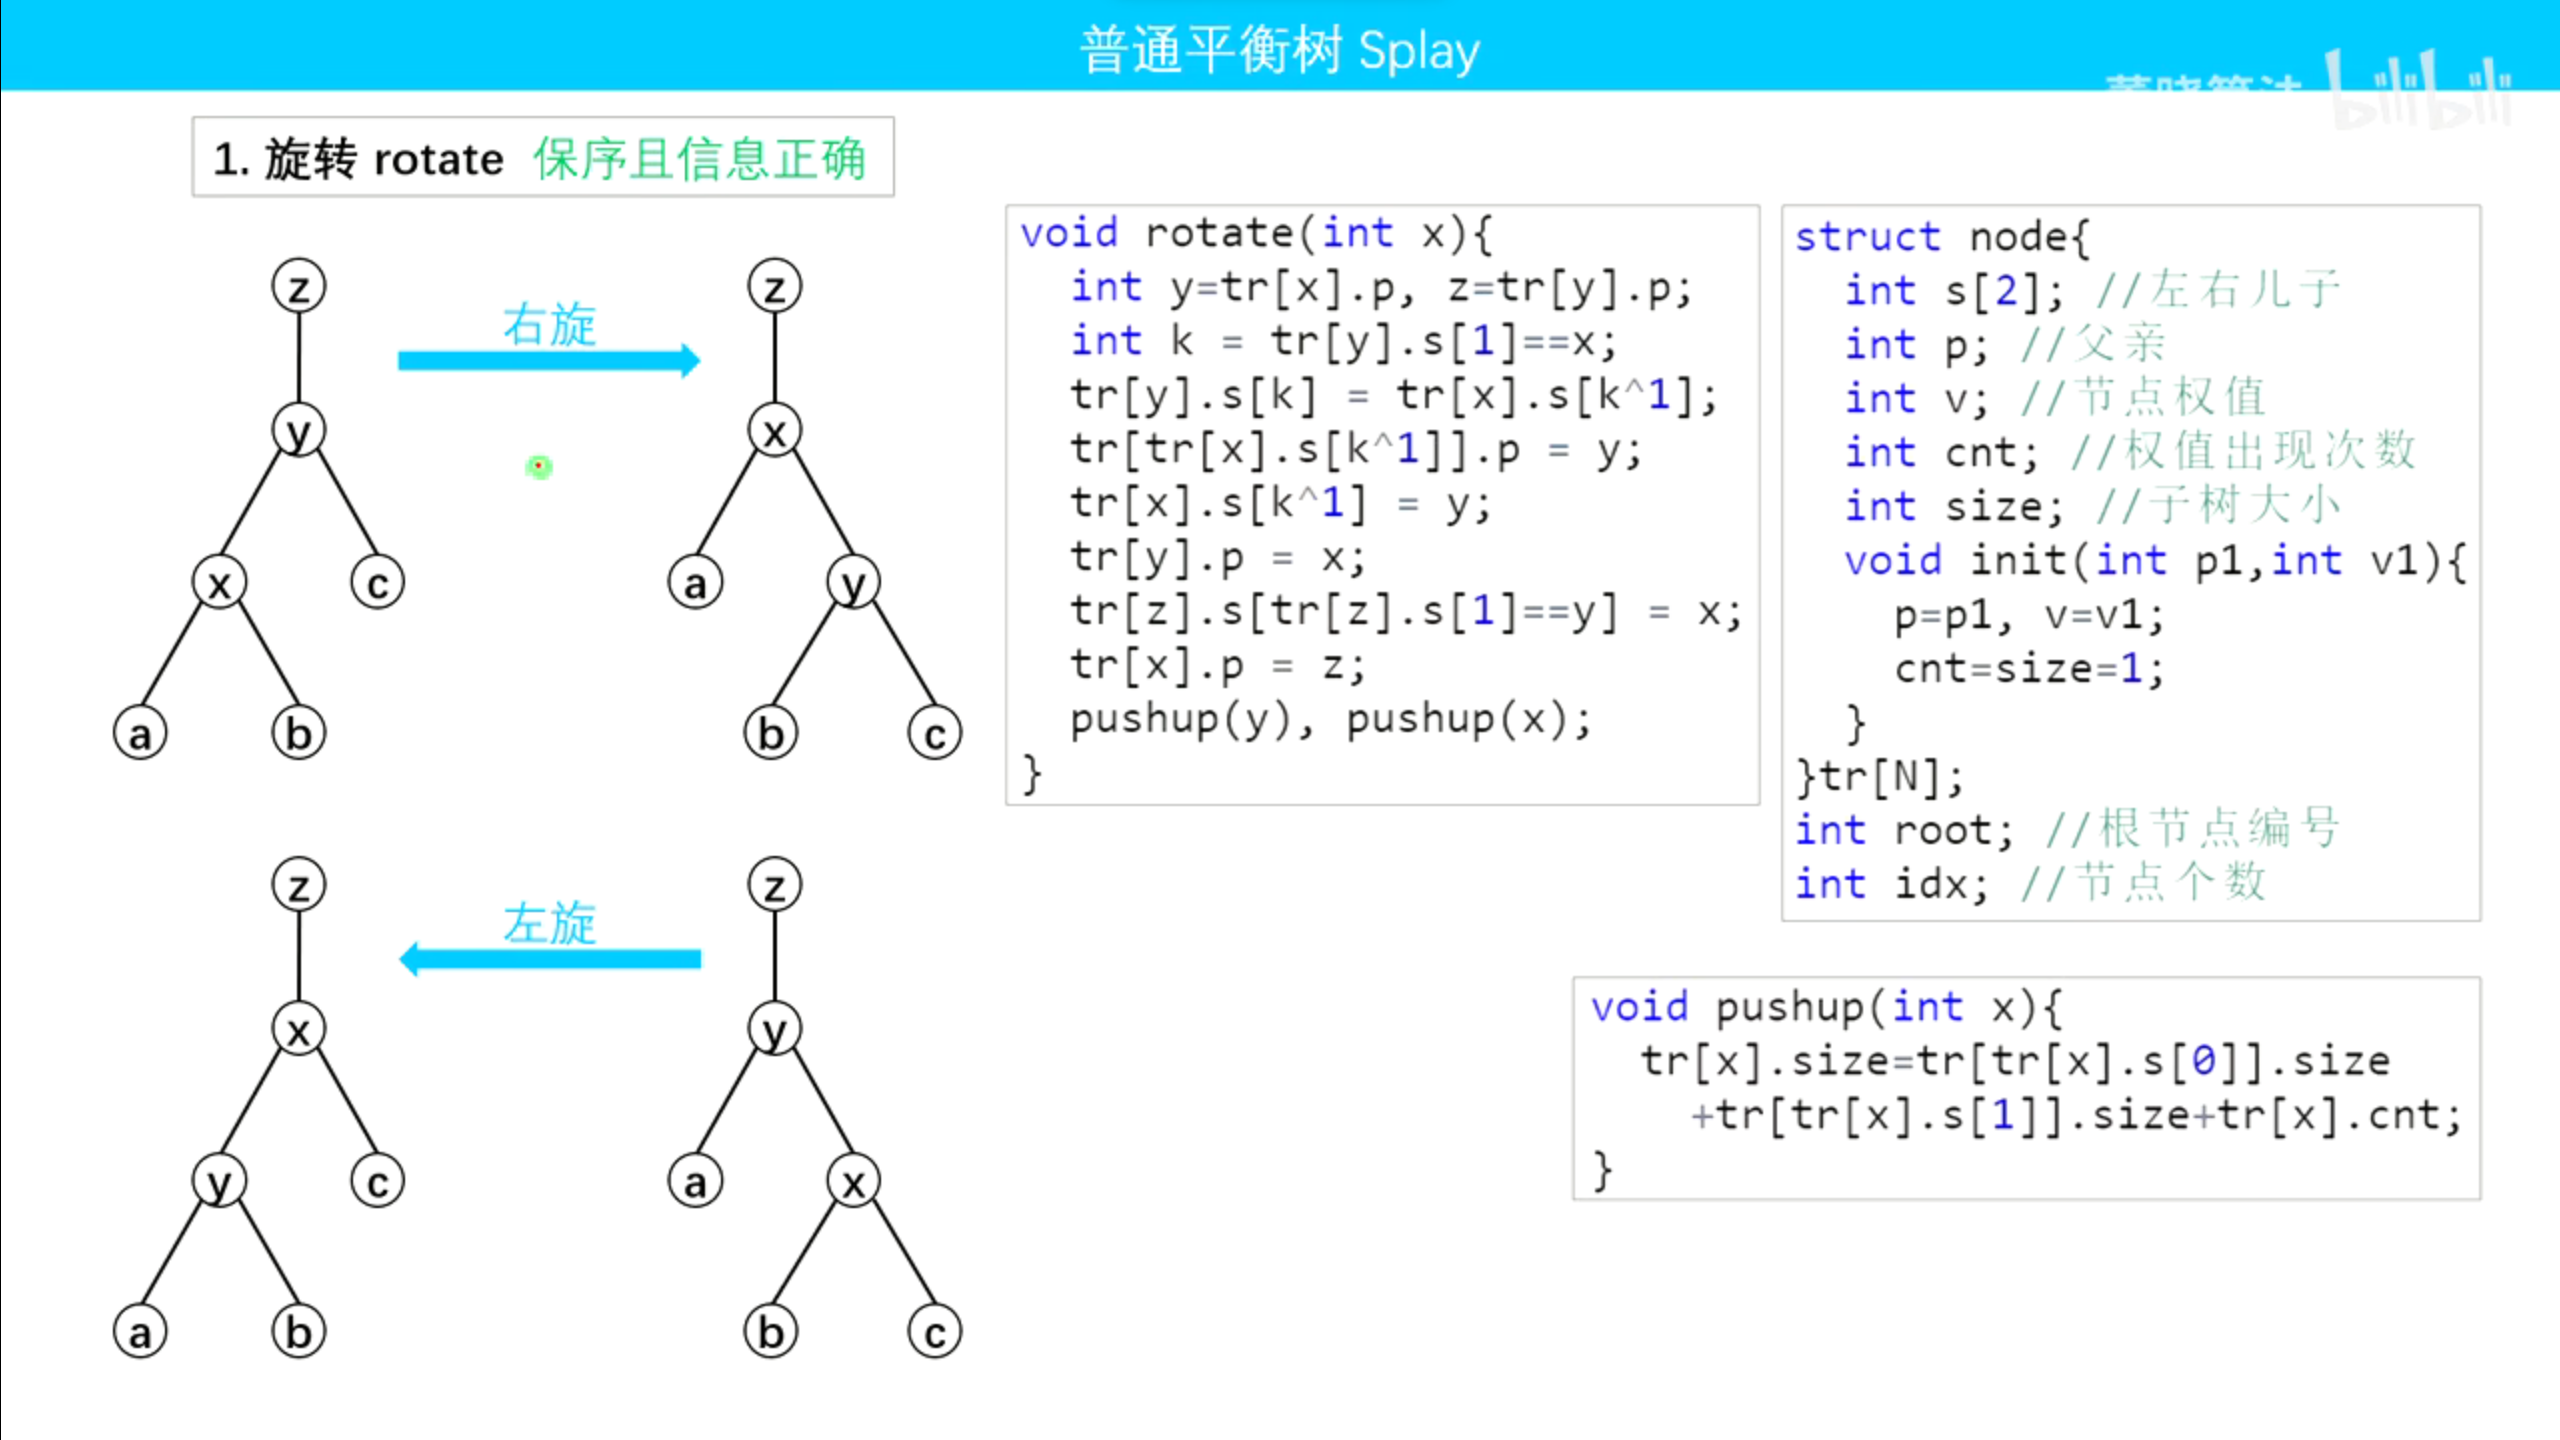 普通平衡树 Splay
bilibili
1. 旋转 rotate 保序且信息正确
z
右旋
z
y
x
x
c
a
y
a
b
b
c
void rotate(int x){
int y=tr[x].p, z=tr[y].p;
int k = tr[y].s[1]==x;
tr[y].s[k] = tr[x].s[k^1];
tr[tr[x].s[k^1]].p = y;
tr[x].s[k^1] = y;
tr[y].p = x;
tr[z].s[tr[z].s[1]==y] = x;
tr[x].p = z;
pushup(y), pushup(x);
}
struct node{
int s[2]; //左右儿子
int p; //父亲
int v; //节点权值
int cnt; //权值出现次数
int size; //子树大小
void init(int p1,int v1){
p=p1, v=v1;
cnt=size=1;
}
}tr[N];
int root; //根节点编号
int idx; //节点个数
z
左旋
z
x
y
y
c
a
x
a
b
b
c
void pushup(int x){
tr[x].size=tr[tr[x].s[0]].size
+tr[tr[x].s[1]].size+tr[x].cnt;
}